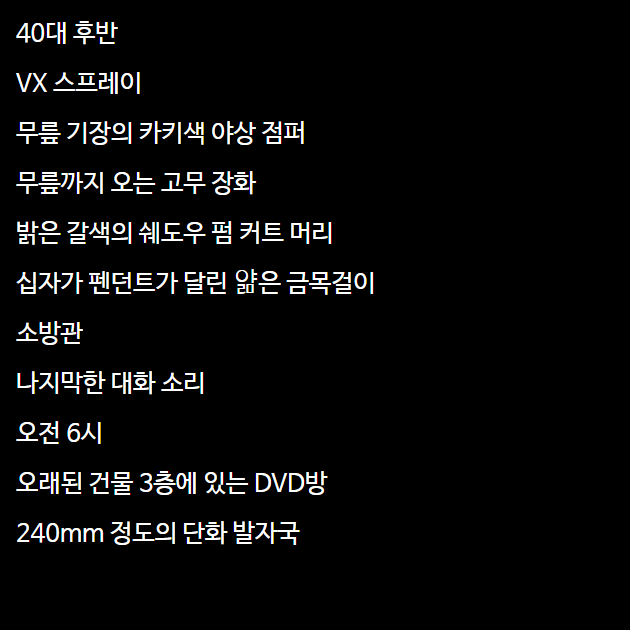 40대 후반
VX 스프레이
무릎 기장의 카키색 야상 점퍼
무릎까지 오는 고무 장화
밝은 갈색의 쉐도우 펌 커트 머리
십자가 펜던트가 달린 얇은 금목걸이
소방관
나지막한 대화 소리
오전 6시
오래된 건물 3층에 있는 DVD방
240mm 정도의 단화 발자국